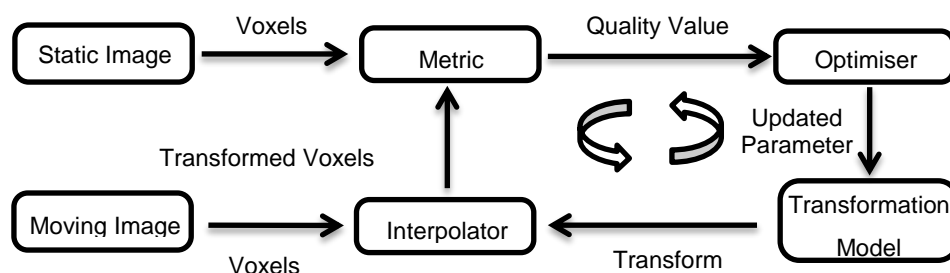 Voxels
Quality Value
Static Image
Metric
Optimiser
Transformed Voxels
Updated
Parameter
Moving Image
Interpolator
Transformation
Model
Voxels
Transform